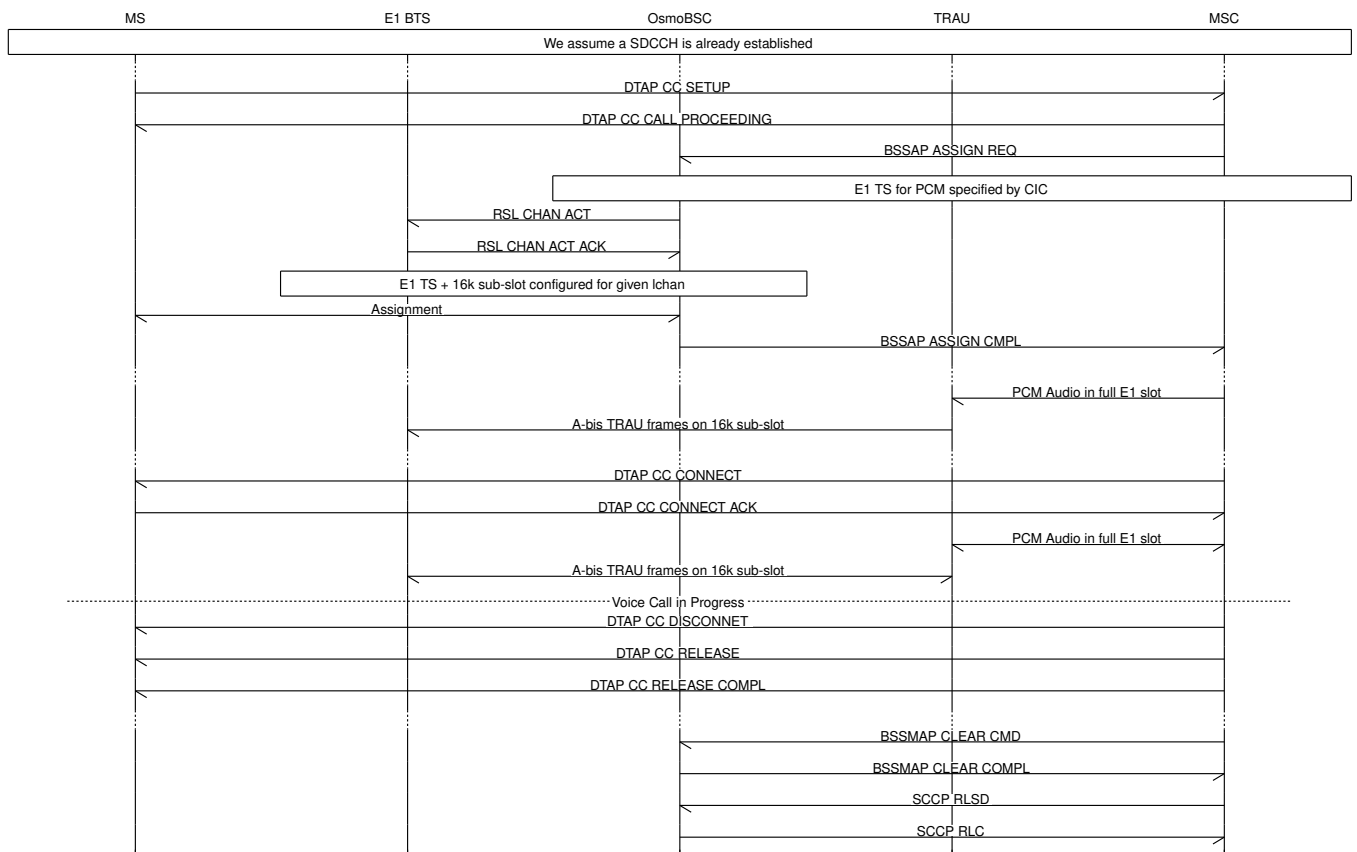 MS E1 BTS OsmoBSC TRAU MSC
We assume a SDCCH is already established
DTAP CC SETUP
DTAP CC CALL PROCEEDING
BSSAP ASSIGN REQ
E1 TS for PCM specified by CIC
RSL CHAN ACT
RSL CHAN ACT ACK
E1 TS + 16k sub-slot configured for given lchan
Assignment
BSSAP ASSIGN CMPL
PCM Audio in full E1 slot
A-bis TRAU frames on 16k sub-slot
DTAP CC CONNECT
DTAP CC CONNECT ACK
PCM Audio in full E1 slot
A-bis TRAU frames on 16k sub-slot
Voice Call in Progress
DTAP CC DISCONNET
DTAP CC RELEASE
DTAP CC RELEASE COMPL
BSSMAP CLEAR CMD
BSSMAP CLEAR COMPL
SCCP RLSD
SCCP RLC